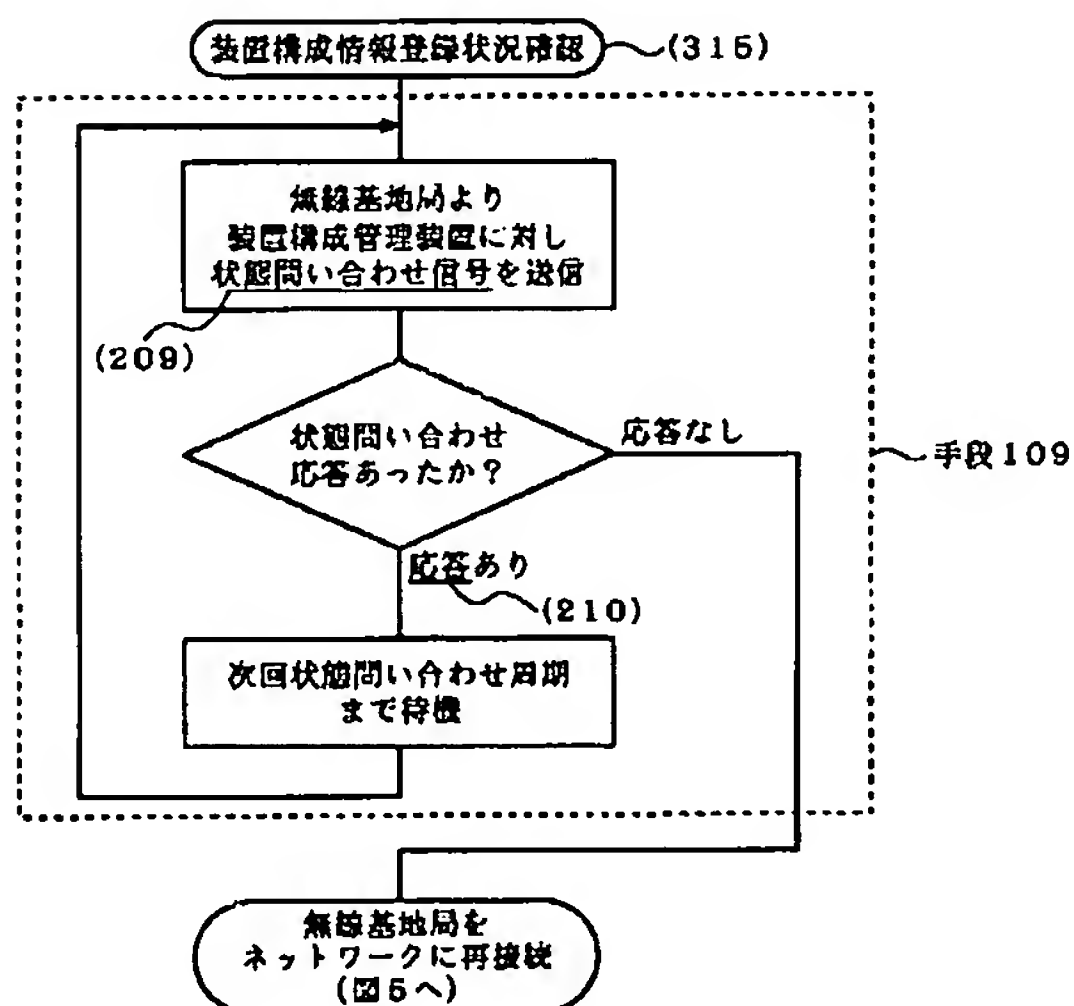 装置構成情報登録状況確認
(315)
無線基地局より
装置構成管理装置に対し
状態問い合わせ信号を送信
(209)
状態問い合わせ
応答あったか?
応答なし
手段109
応答あり
(210)
次回状態問い合わせ周期
まで待機
無線基地局を
ネットワークに再接続
(図5へ)